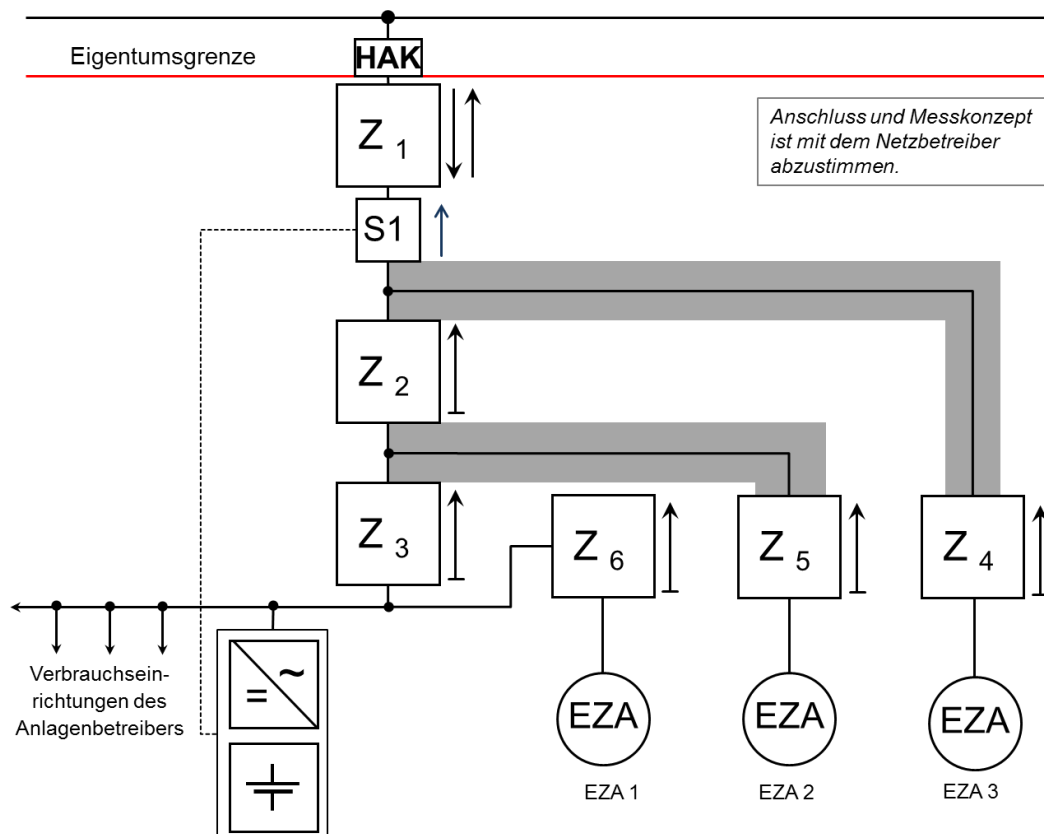 Eigentumsgrenze
HAK
Z 1
Anschluss und Messkonzept
ist mit dem Netzbetreiber
abzustimmen.
S1
Z 2
Z 3
Z 6
Z 5
Z 4
Verbrauchsein-
richtungen des
Anlagenbetreibers
= ~
EZA
EZA
EZA
EZA 1
EZA 2
EZA 3